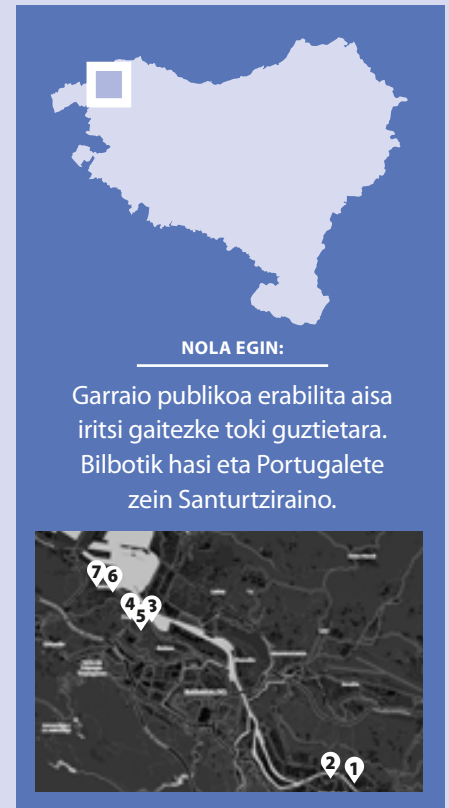 NOLA EGIN:
Garraio publikoa erabilita aisa
iritsi gaitezke toki guztietara.
Bilbotik hasi eta Portugalete
zein Santurtziraino.
7 6
4 3
5
2 1